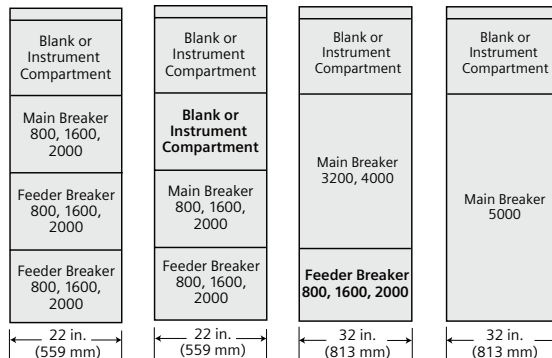 Blank or
Instrument
Compartment
Main Breaker
800, 1600,
2000
Feeder Breaker
800, 1600,
2000
Feeder Breaker
800, 1600,
2000
22 in.
(559 mm)
Blank or
Instrument
Compartment
Blank or
Instrument
Compartment
Main Breaker
800, 1600,
2000
Feeder Breaker
800, 1600,
2000
22 in.
(559 mm)
Blank or
Instrument
Compartment
Main Breaker
3200, 4000
Feeder Breaker
800, 1600, 2000
32 in.
(813 mm)
Blank or
Instrument
Compartment
Main Breaker
5000
32 in.
(813 mm)